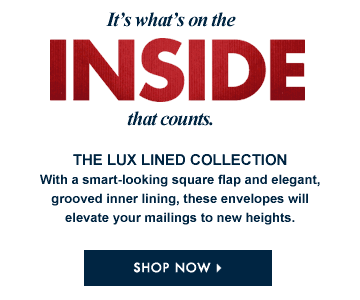 It's what's on the
INSIDE
that counts.
THE LUX LINED COLLECTION
With a smart-looking square flap and elegant,
grooved inner lining, these envelopes will
elevate your mailings to new heights.
SHOP NOW